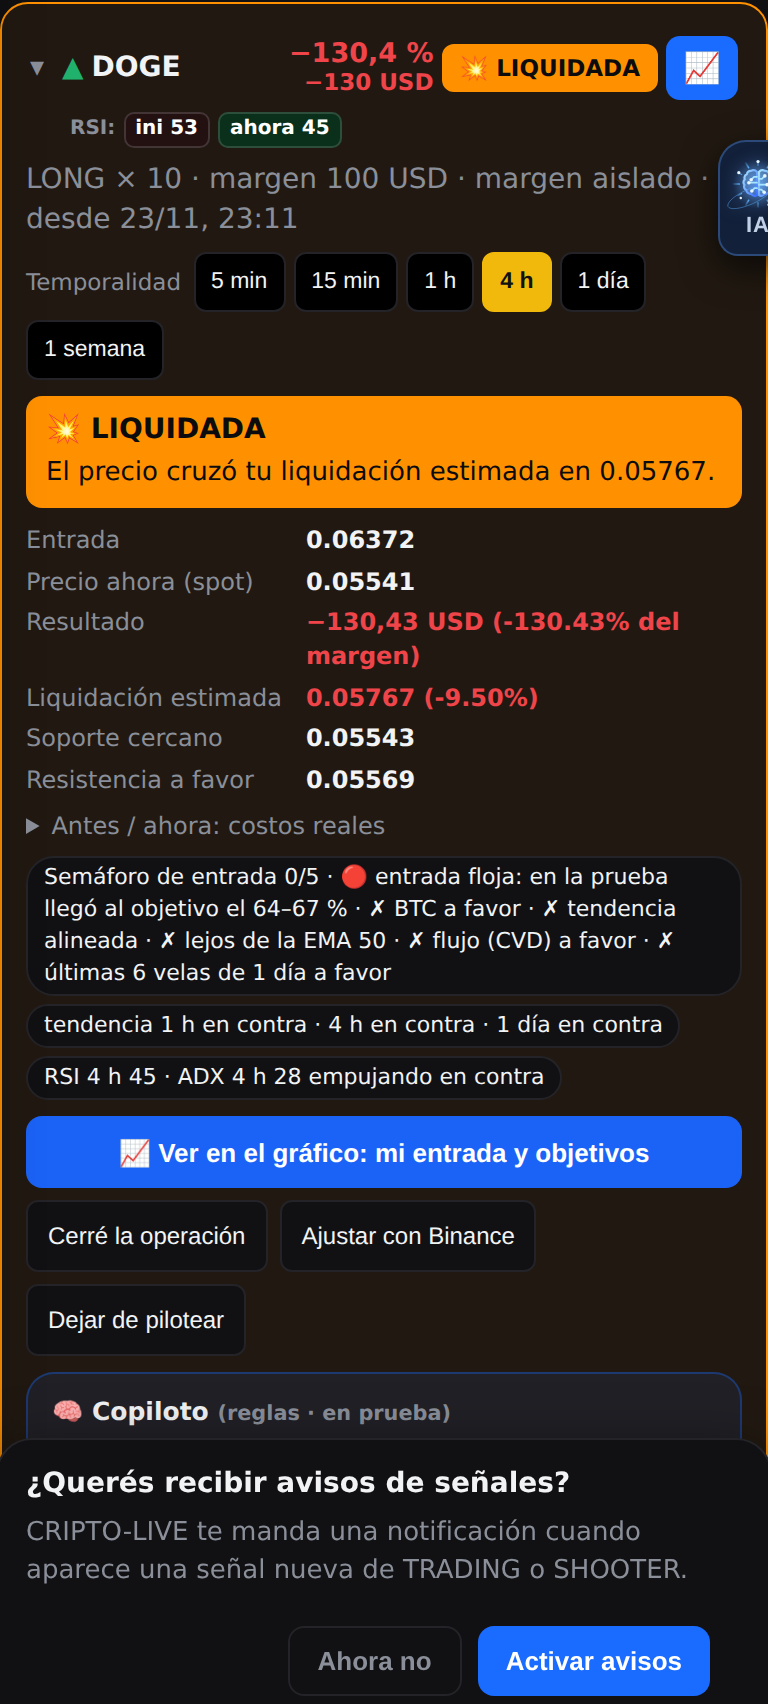 ▼ ▲ DOGE −130,4 % 💥 LIQUIDADA 📈
−130 USD
RSI: ini 53 ahora 45
LONG × 10 · margen 100 USD · margen aislado ·
desde 23/11, 23:11
IA
Temporalidad 5 min 15 min 1 h 4 h 1 día
1 semana
💥 LIQUIDADA
El precio cruzó tu liquidación estimada en 0.05767.
Entrada 0.06372
Precio ahora (spot) 0.05541
Resultado −130,43 USD (-130.43% del
margen)
Liquidación estimada 0.05767 (-9.50%)
Soporte cercano 0.05543
Resistencia a favor 0.05569
▶ Antes / ahora: costos reales
Semáforo de entrada 0/5 · 🔴 entrada floja: en la prueba
llegó al objetivo el 64–67 % · ✗ BTC a favor · ✗ tendencia
alineada · ✗ lejos de la EMA 50 · ✗ flujo (CVD) a favor · ✗
últimas 6 velas de 1 día a favor
tendencia 1 h en contra · 4 h en contra · 1 día en contra
RSI 4 h 45 · ADX 4 h 28 empujando en contra
📈 Ver en el gráfico: mi entrada y objetivos
Cerré la operación Ajustar con Binance
Dejar de pilotear
🧠 Copiloto (reglas · en prueba)
¿Querés recibir avisos de señales?
CRIPTO-LIVE te manda una notificación cuando
aparece una señal nueva de TRADING o SHOOTER.
Ahora no Activar avisos